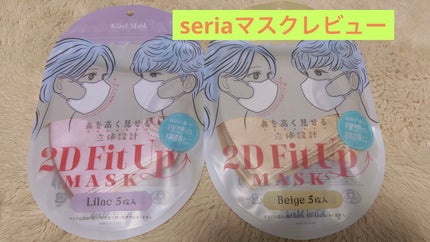 seriaマスクレビュー
Kirei Mask
鼻を高く見せる
立体設計
2D Fit Up
MASK
Lilac 5枚入
鼻を高く見せる
立体設計
2D Fit Up
MASK
Beige 5枚入